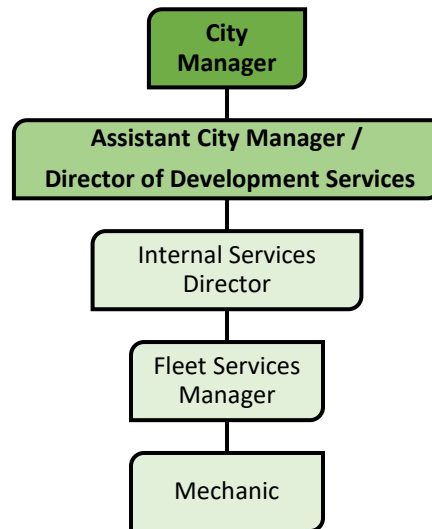 City
Manager
Assistant City Manager /
Director of Development Services
Internal Services
Director
Fleet Services
Manager
Mechanic